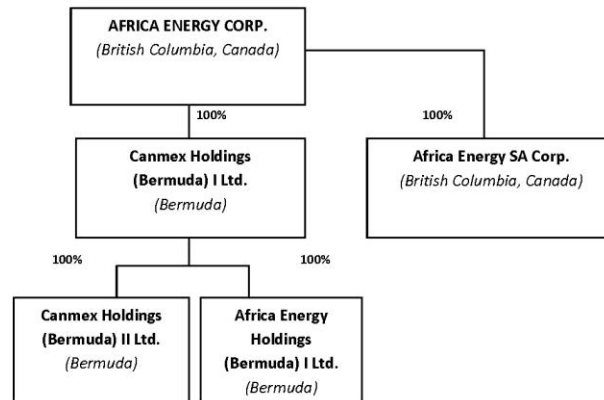 AFRICA ENERGY CORP.
(British Columbia, Canada)
100%
100%
Canmex Holdings
(Bermuda) I Ltd.
(Bermuda)
Africa Energy SA Corp.
(British Columbia, Canada)
100%
100%
Canmex Holdings
(Bermuda) II Ltd.
(Bermuda)
Africa Energy
Holdings
(Bermuda) I Ltd.
(Bermuda)